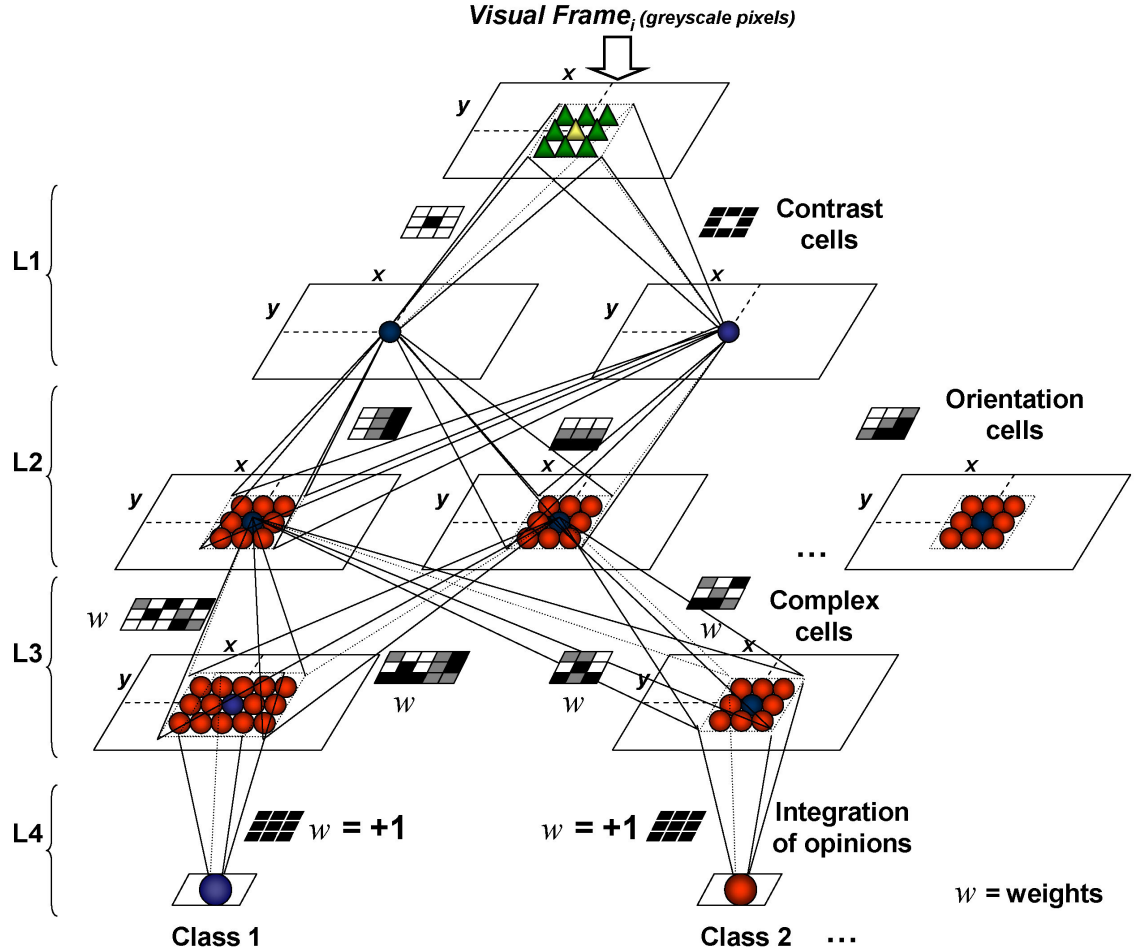 Visual Frame i (greyscale pixels)
x
y
Contrast
cells
L1
x
y
x
y
Orientation
cells
L2
x
y
x
y
x
y
...
w
Complex
cells
w
L3
x
y
w
w
x
y
L4
w = +1
w = +1
Integration
of opinions
w = weights
Class 1
Class 2 ...